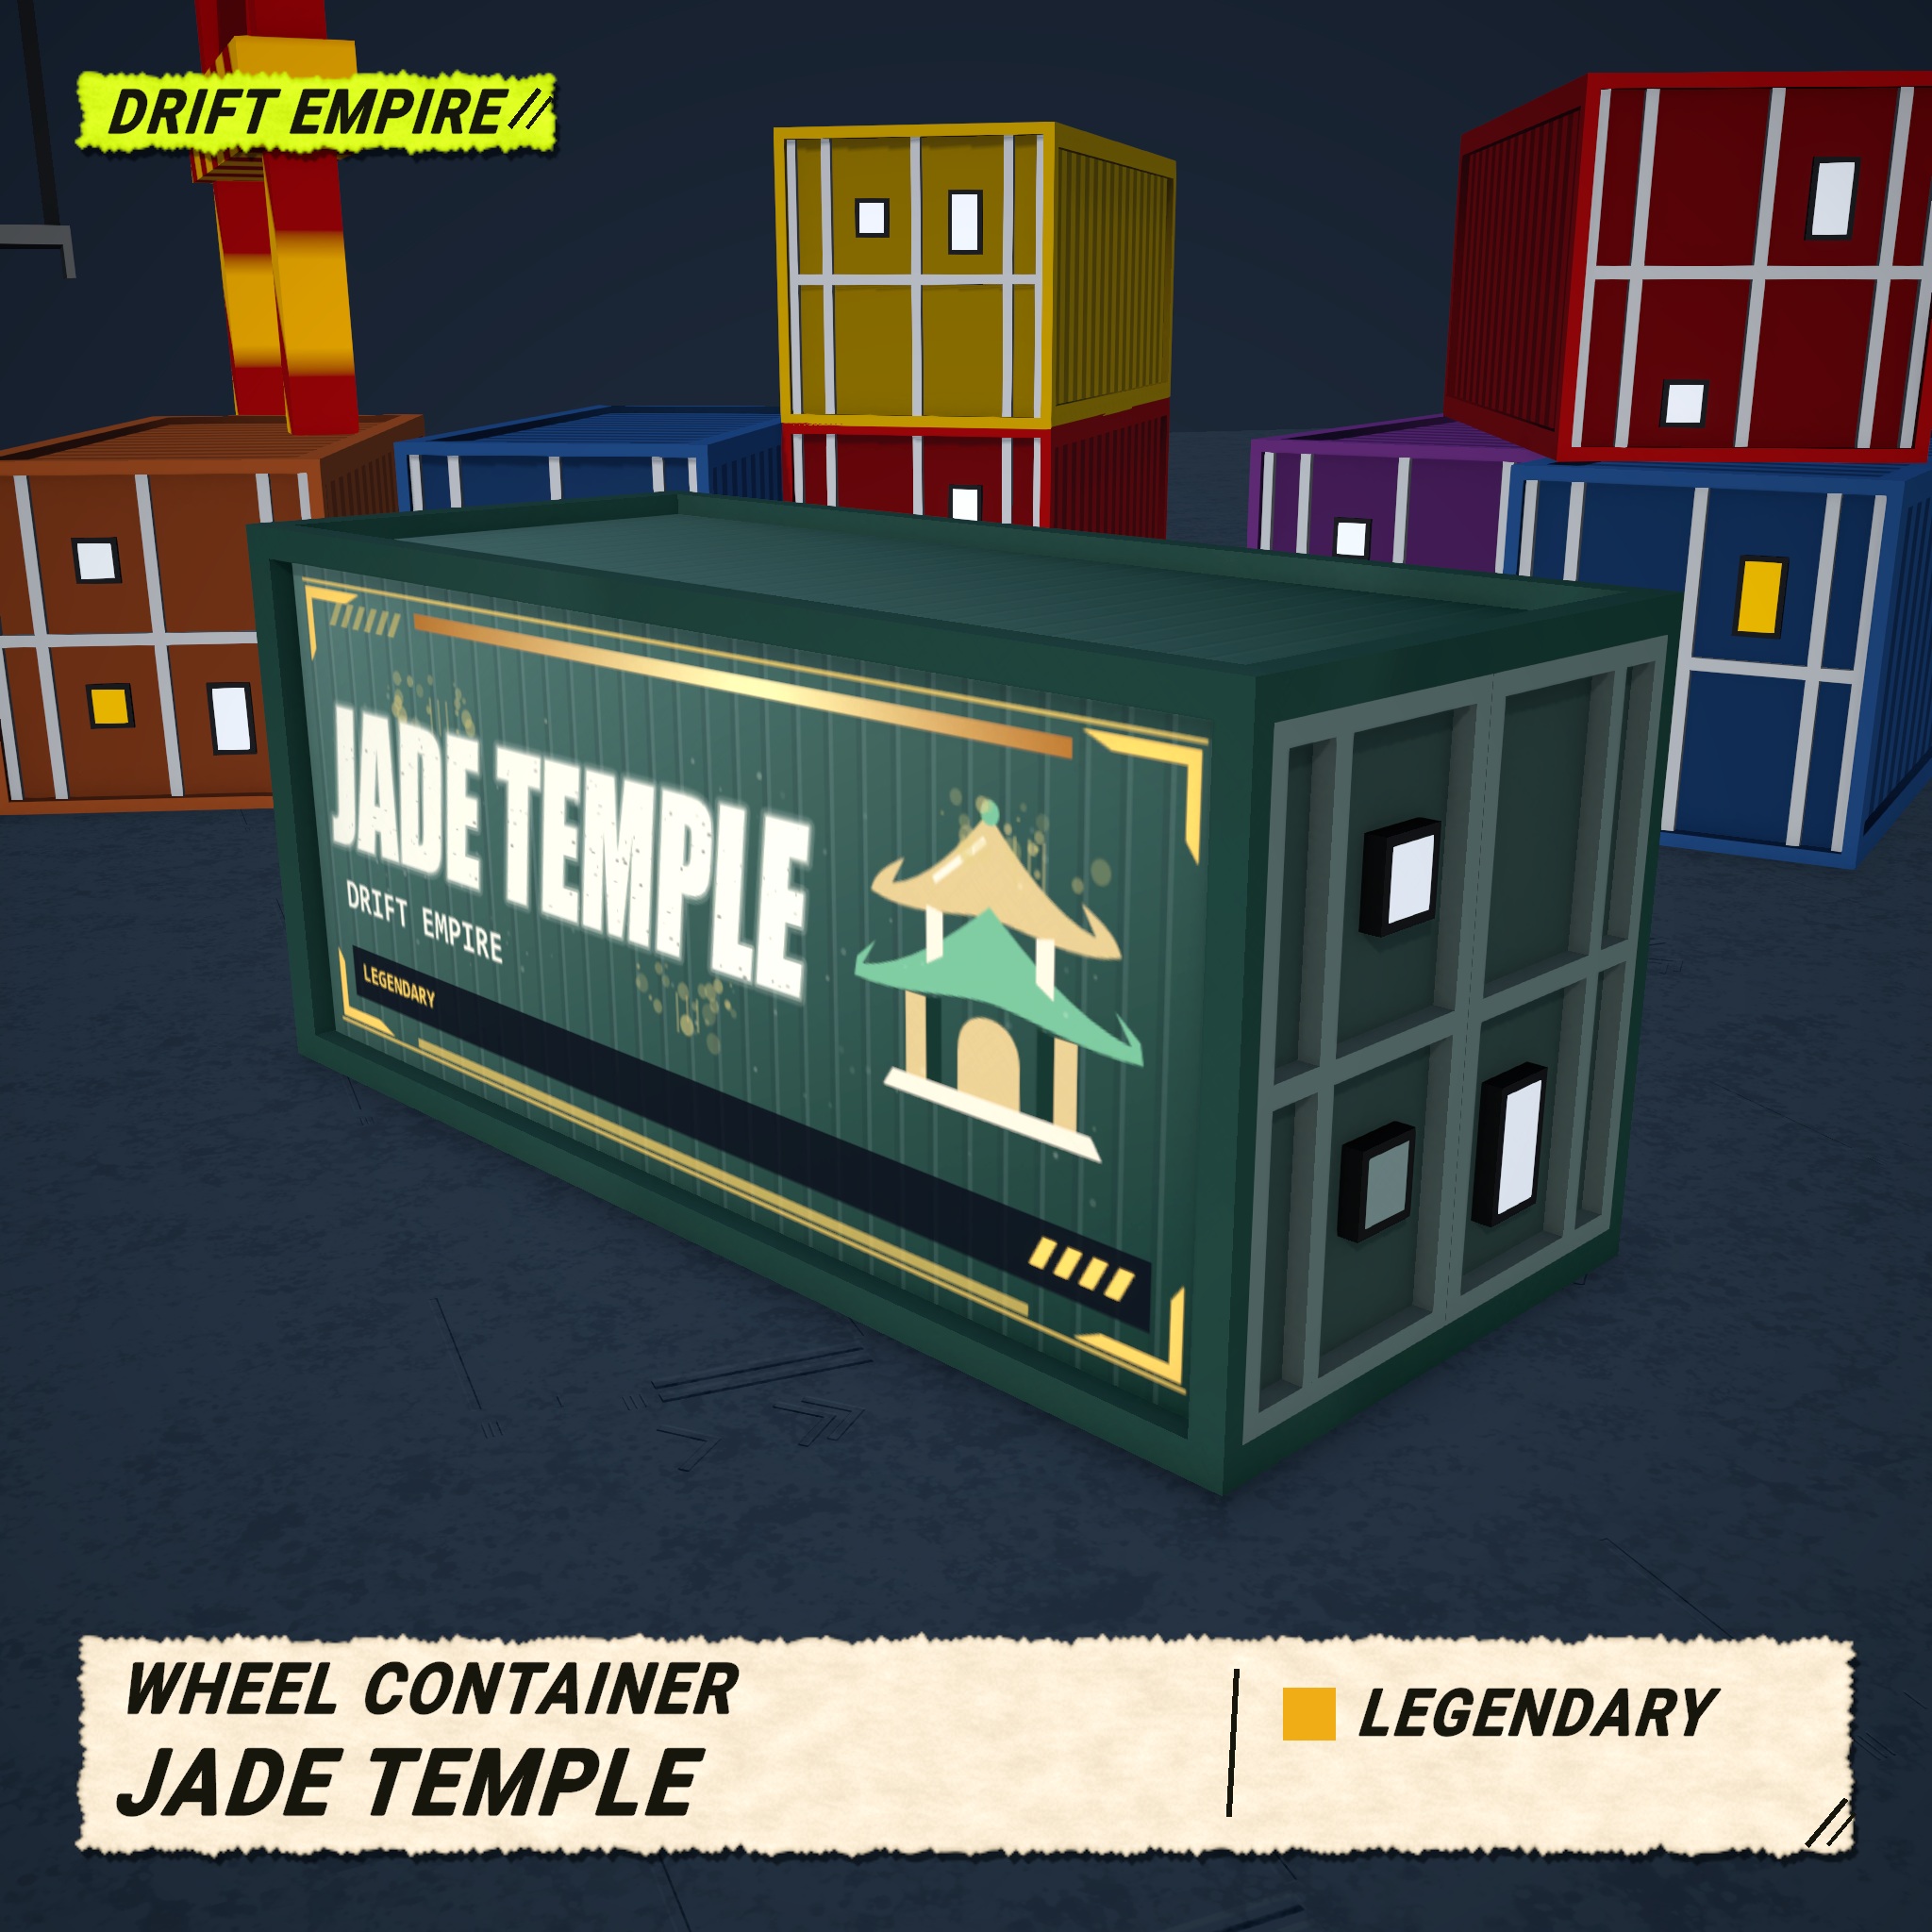 DRIFT EMPIRE//
JADE TEMPLE
DRIFT EMPIRE
LEGENDARY
WHEEL CONTAINER
JADE TEMPLE
LEGENDARY